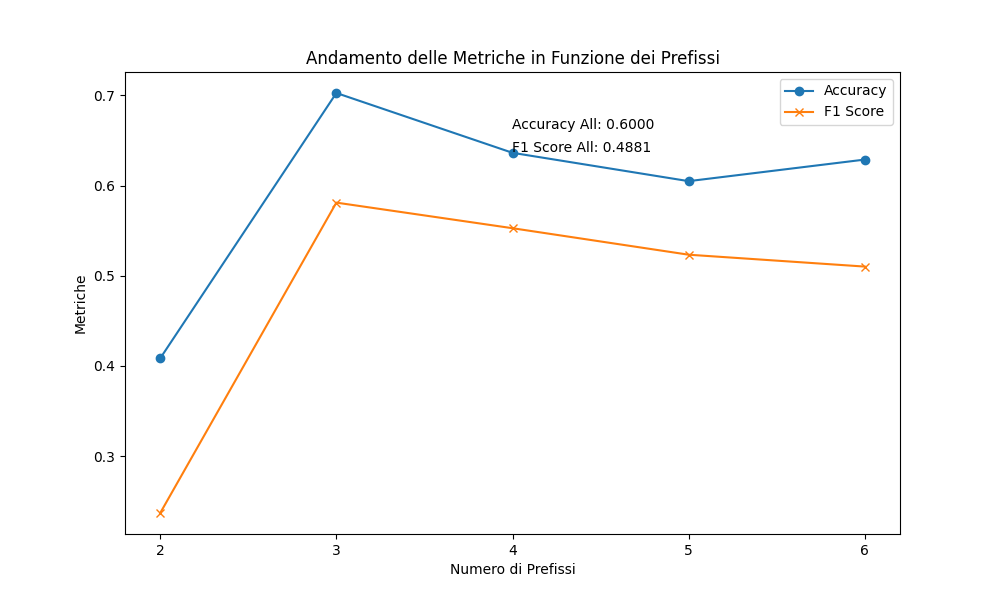 Andamento delle Metriche in Funzione dei Prefissi
Accuracy
F1 Score
Accuracy All: 0.6000
F1 Score All: 0.4881
0.7
0.6
0.5
0.4
0.3
Metriche
2
3
4
5
6
Numero di Prefissi